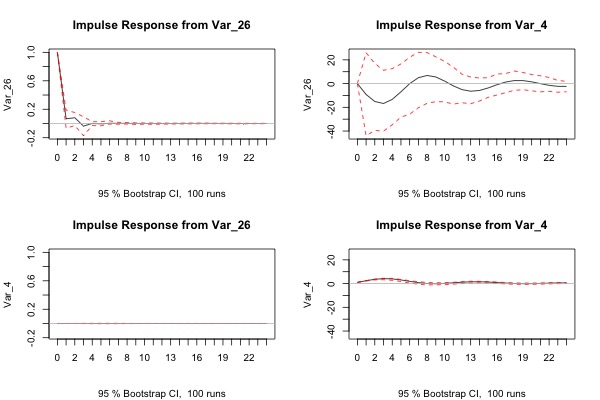 Impulse Response from Var_26
Var_26
1.0
0.6
0.2
-0.2
0 2 4 6 8 10 13 16 19 22
95 % Bootstrap CI, 100 runs
Impulse Response from Var_4
Var_26
20
0
-20
-40
0 2 4 6 8 10 13 16 19 22
95 % Bootstrap CI, 100 runs
Impulse Response from Var_26
Var_4
1.0
0.6
0.2
-0.2
0 2 4 6 8 10 13 16 19 22
95 % Bootstrap CI, 100 runs
Impulse Response from Var_4
Var_4
20
0
-20
-40
0 2 4 6 8 10 13 16 19 22
95 % Bootstrap CI, 100 runs